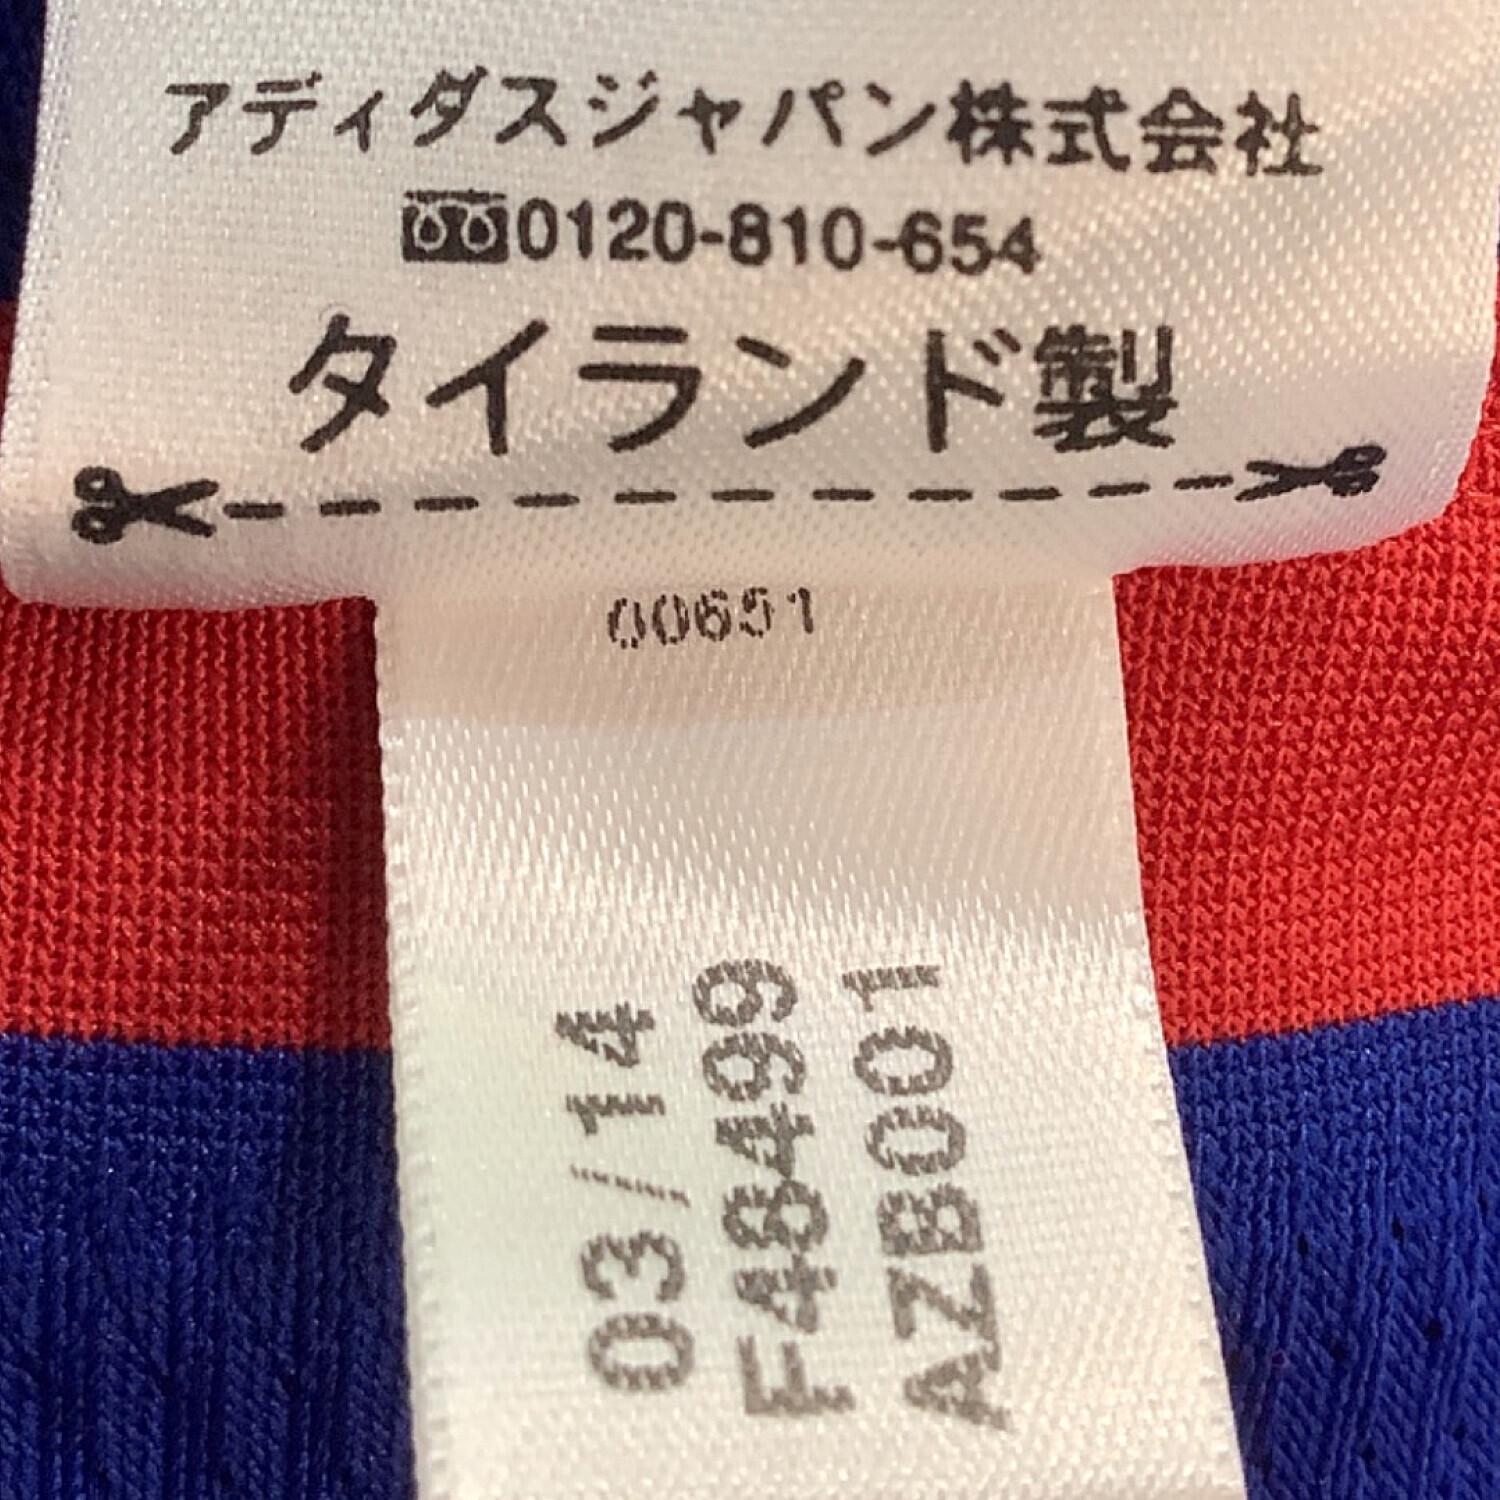 アディダスジャパン株式会社
0120-810-654
タイランド製
00651
03/14
F48499
AZB001